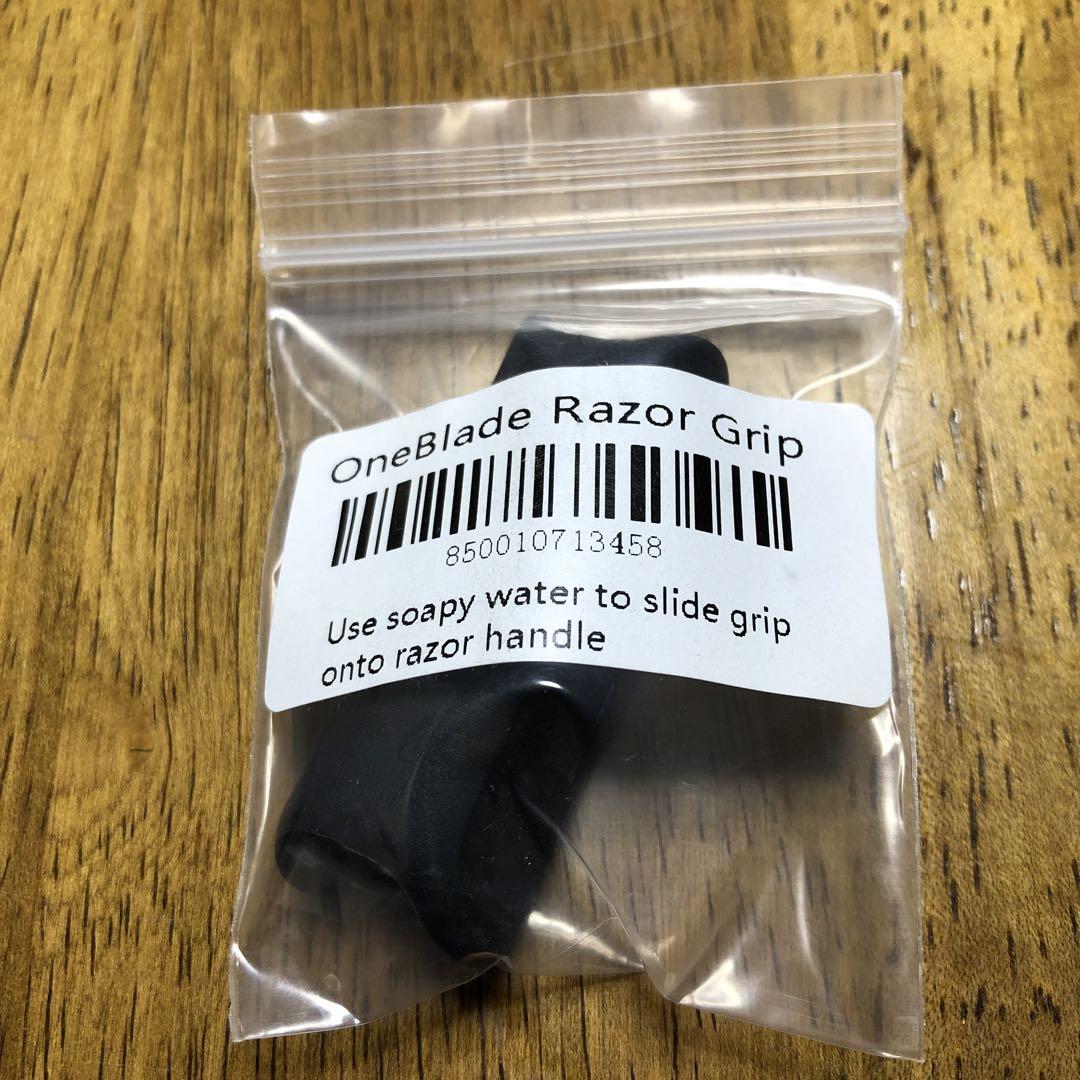 OneBlade Razor Grip
850010713458
Use soapy water to slide grip
onto razor handle